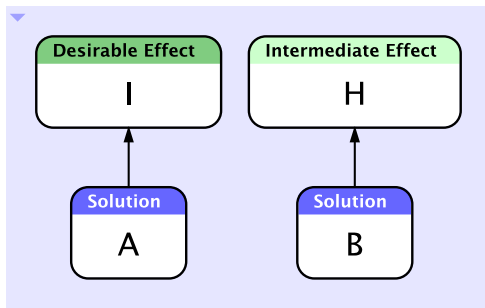 Desirable Effect
I
Intermediate Effect
H
Solution
A
Solution
B